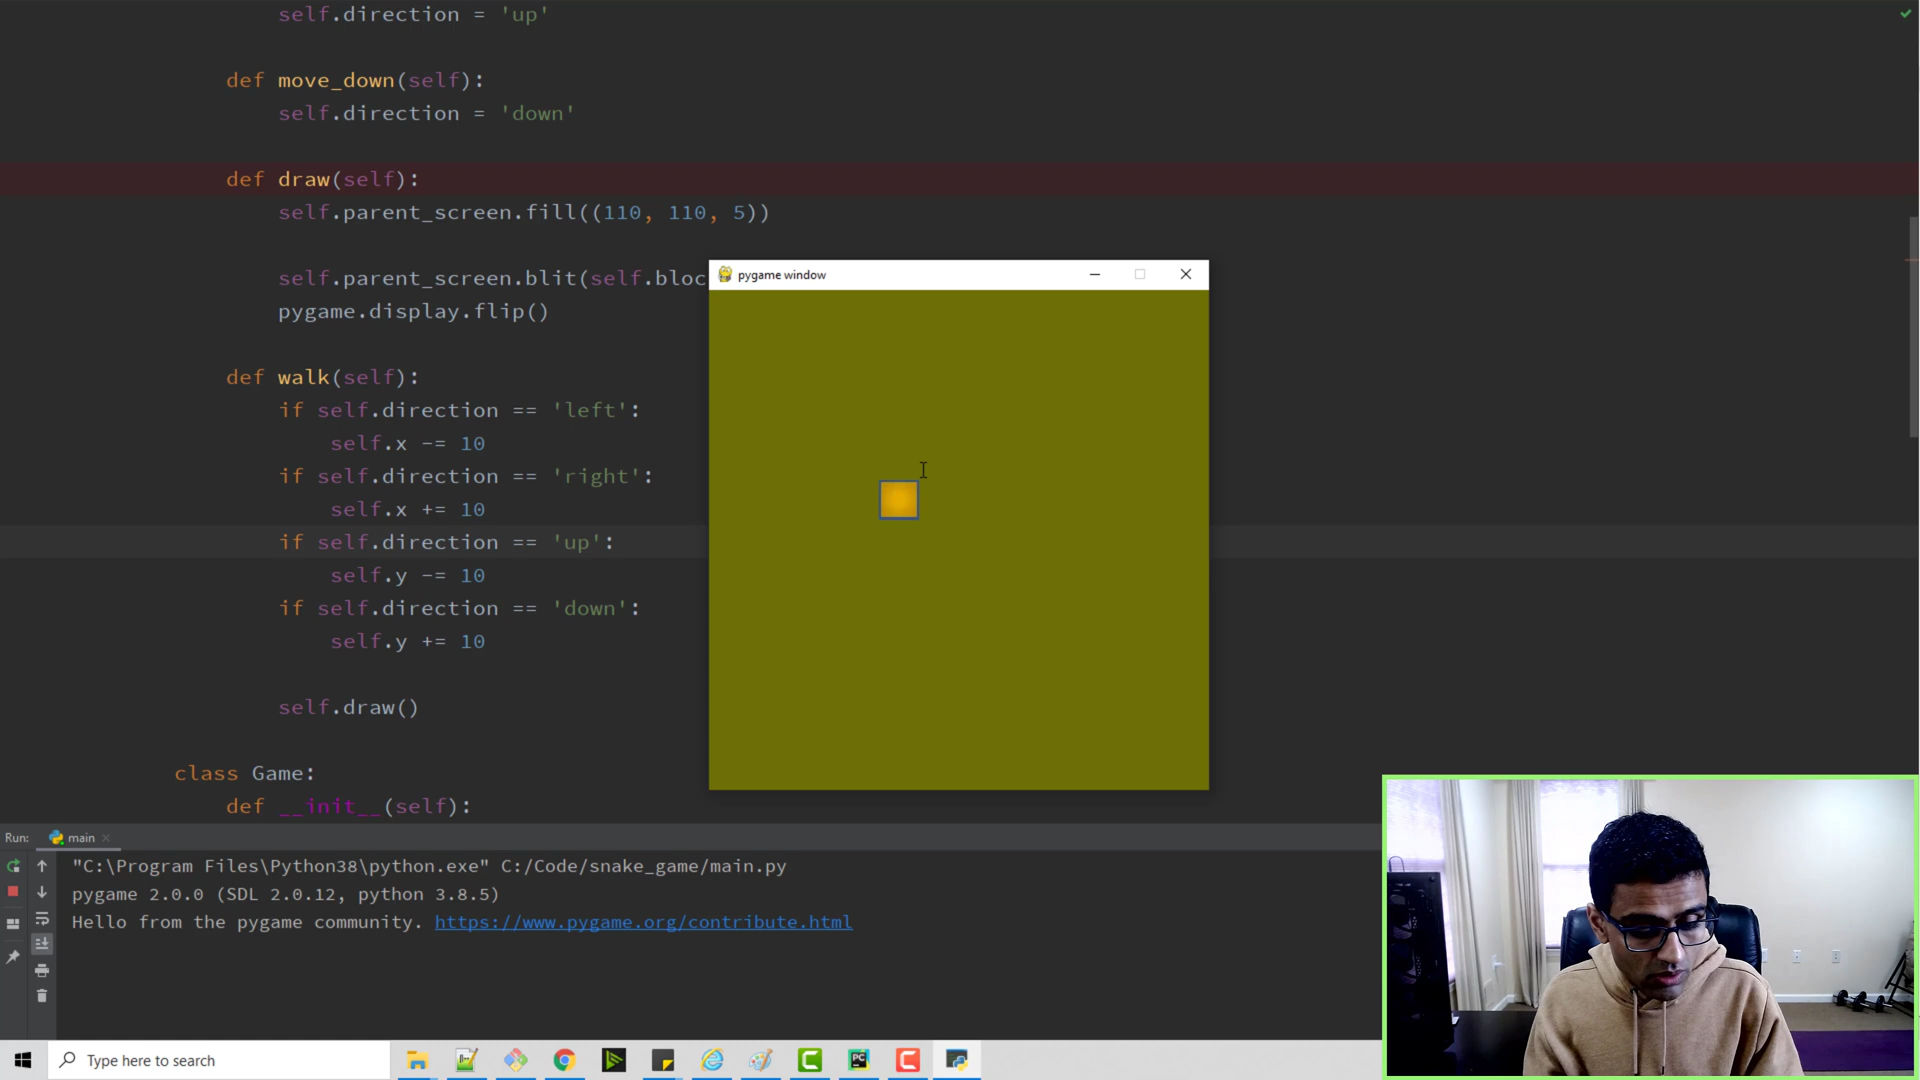 self.direction = 'up'
def move_down(self):
self.direction = 'down'
def draw(self):
self.parent_screen.fill((110, 110, 5))
self.parent_screen.blit(self.bloc
pygame.display.flip()
def walk(self):
if self.direction == 'left':
self.x -= 10
if self.direction == 'right':
self.x += 10
if self.direction == 'up':
self.y -= 10
if self.direction == 'down':
self.y += 10
self.draw()
class Game:
def __init__(self):
pygame window
Run: main
"C:\Program Files\Python38\python.exe" C:/Code/snake_game/main.py
pygame 2.0.0 (SDL 2.0.12, python 3.8.5)
Hello from the pygame community. https://www.pygame.org/contribute.html
Type here to search